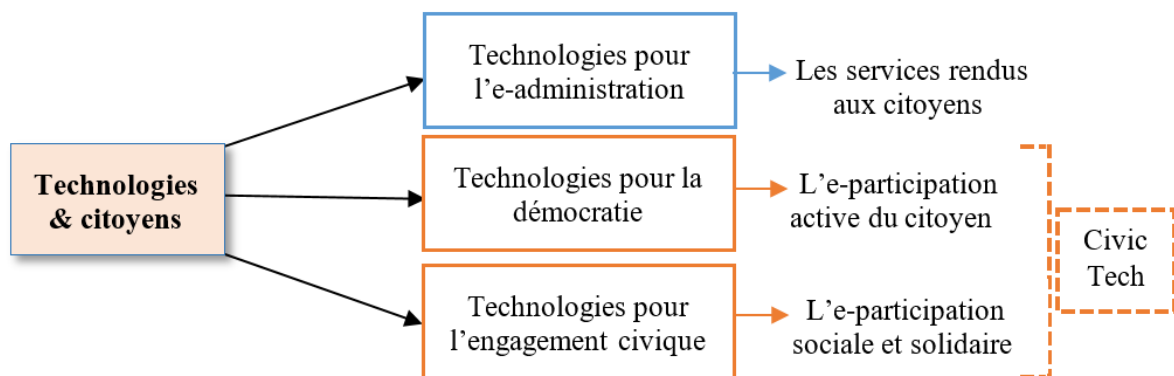 Technologies pour
l’e-administration
Les services rendus
aux citoyens
Technologies
& citoyens
Technologies pour la
démocratie
L’e-participation
active du citoyen
Civic
Tech
Technologies pour
l’engagement civique
L’e-participation
sociale et solidaire